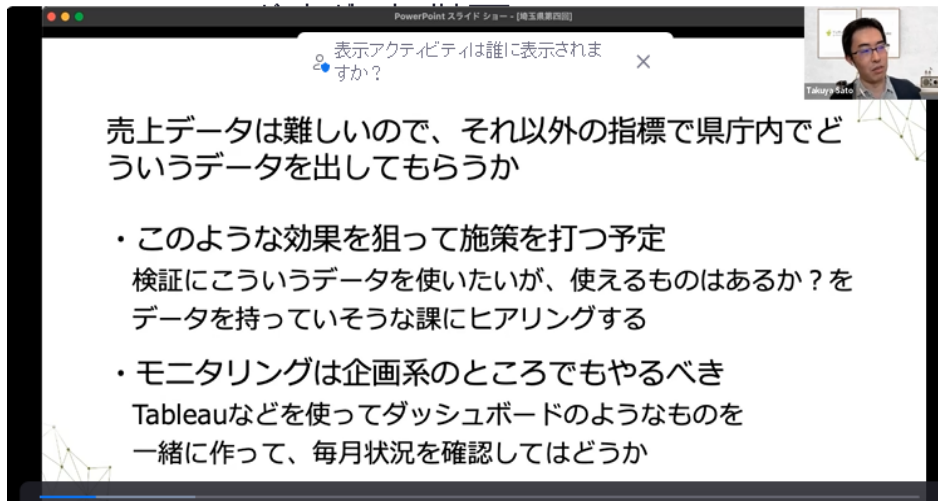 PowerPoint スライド ショー - [埼玉県第四回]
表示アクティビティは誰に表示されま
すか？
Takuya Sato
売上データは難しいので、それ以外の指標で県庁内でど
ういうデータを出してもらうか
・このような効果を狙って施策を打つ予定
検証にこういうデータを使いたいが、使えるものはあるか？を
データを持っていそうな課にヒアリングする
・モニタリングは企画系のところでもやるべき
Tableauなどを使ってダッシュボードのようなものを
一緒に作って、毎月状況を確認してはどうか